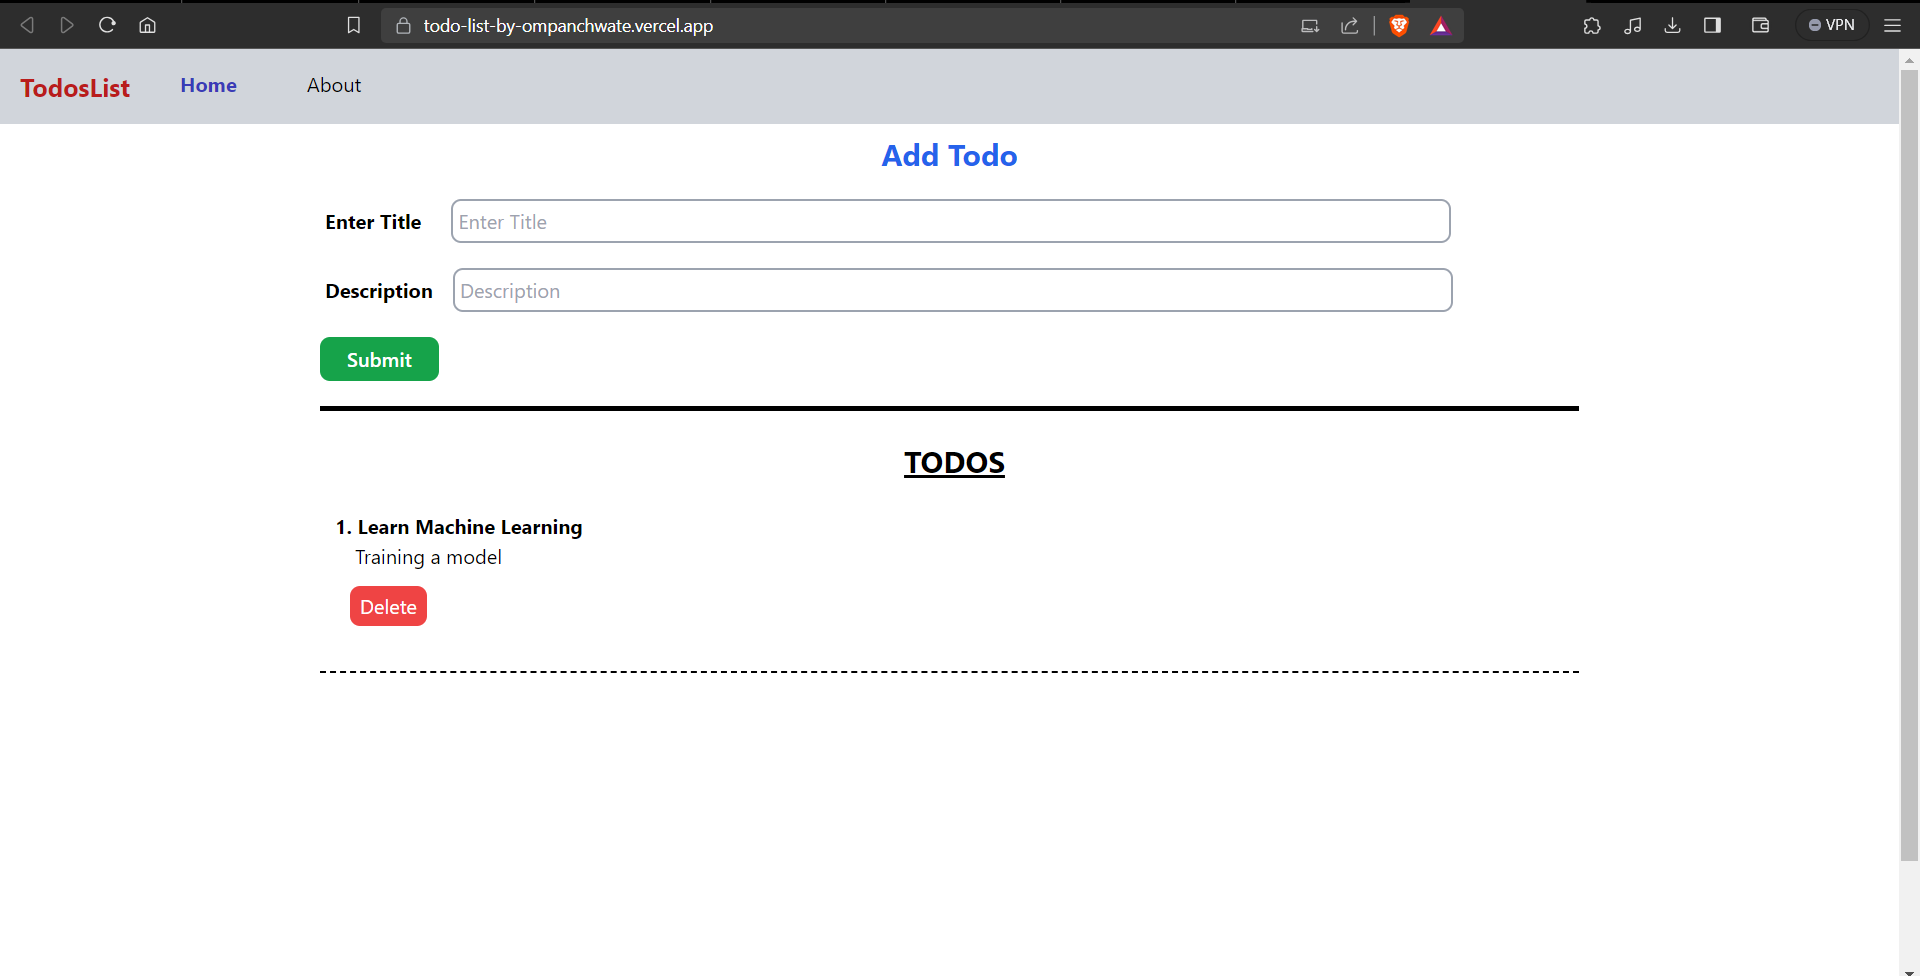 todo-list-by-ompanchwate.vercel.app
VPN
TodosList Home About
Add Todo
Enter Title Enter Title
Description Description
Submit
TODOS
1. Learn Machine Learning
Training a model
Delete